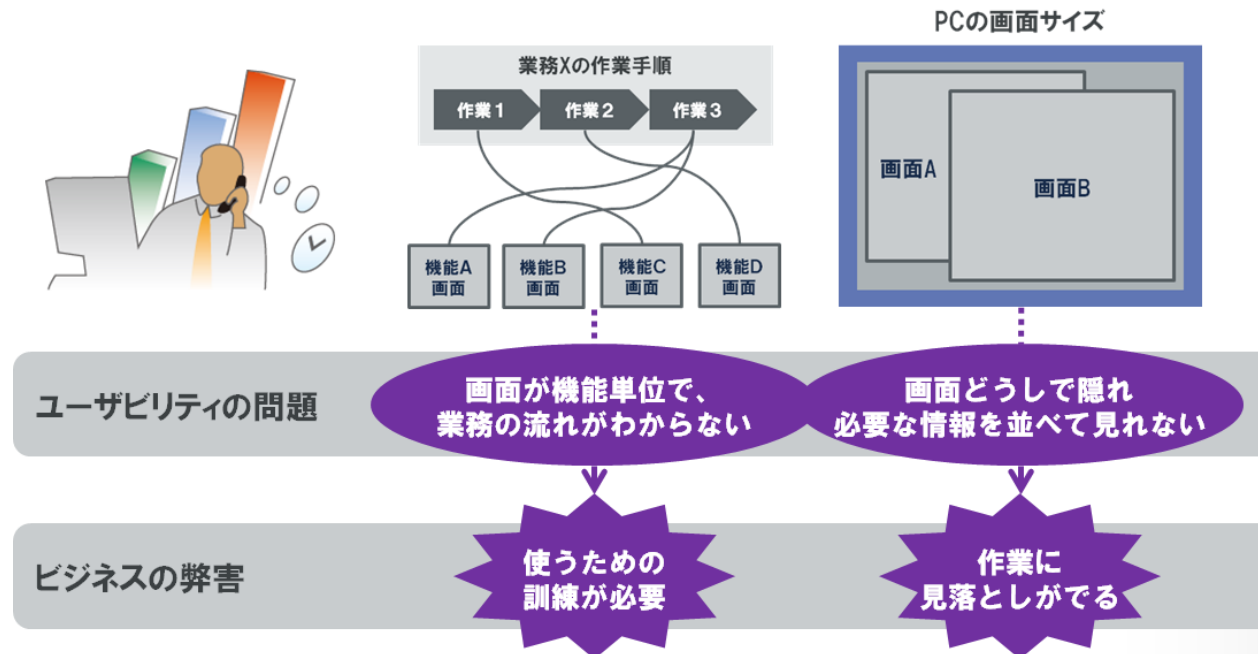 PCの画面サイズ
業務Xの作業手順
作業1
作業2
作業3
機能A
画面
機能B
画面
機能C
画面
機能D
画面
画面A
画面B
ユーザビリティの問題
画面が機能単位で、
業務の流れがわからない
画面どうしで隠れ
必要な情報を並べて見れない
ビジネスの弊害
使うための
訓練が必要
作業に
見落としがでる